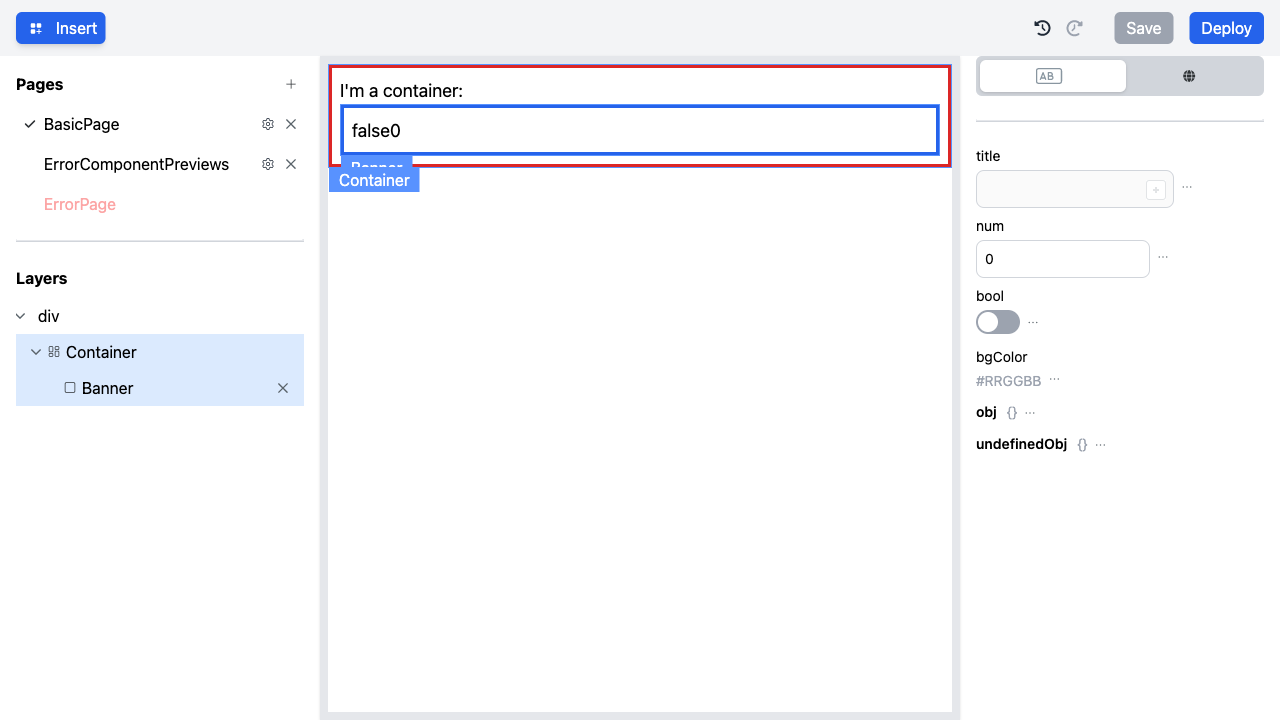 Insert
Save
Deploy
Pages
BasicPage
ErrorComponentPreviews
ErrorPage
Layers
div
Container
Banner
I'm a container:
false0
Banner
Container
AB
title
num
0
bool
bgColor
#RRGGBB
obj {}
undefinedObj {}